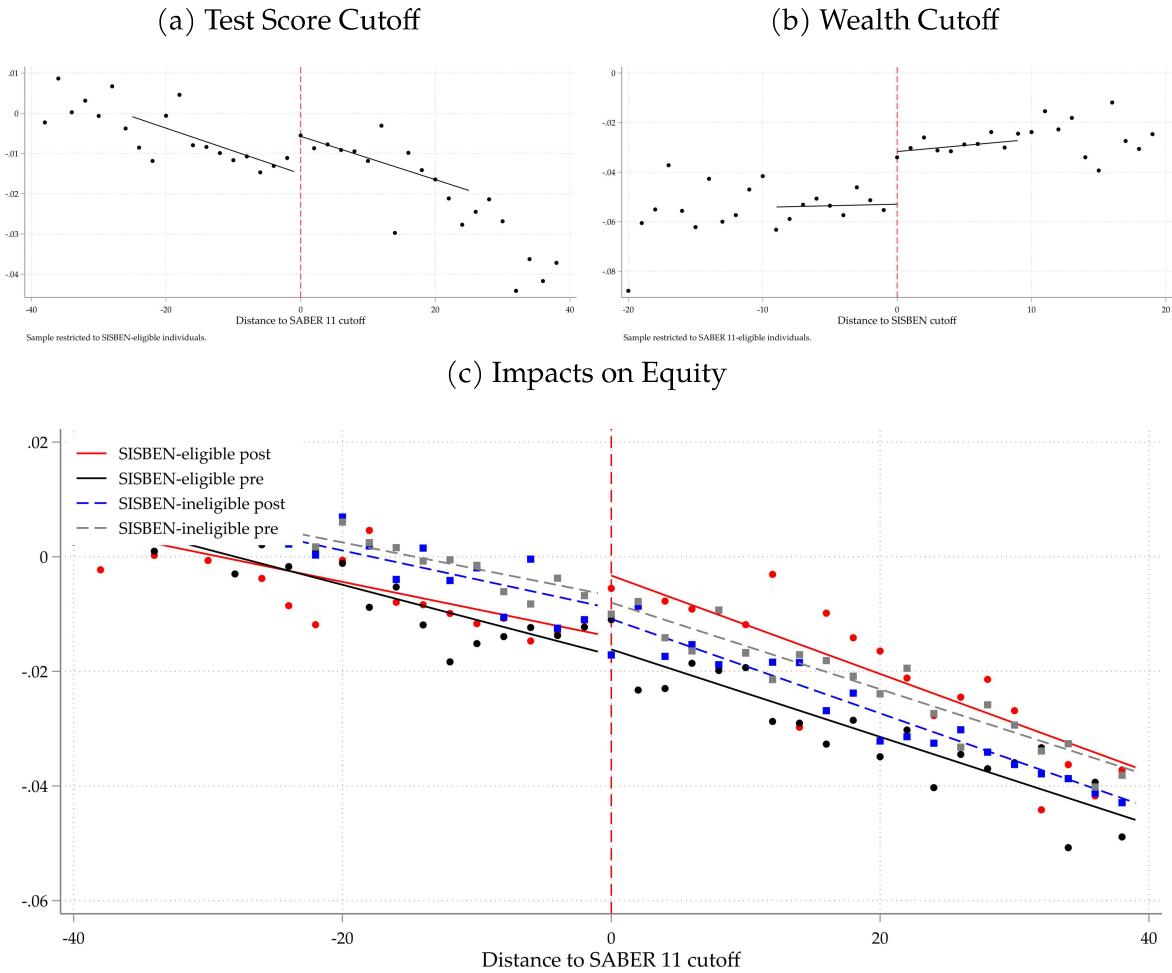 (a) Test Score Cutoff
.01
0
-.01
-.02
-.03
-.04
-40
-20
0
20
40
Distance to SABER 11 cutoff
Sample restricted to SISBEN-eligible individuals.
(b) Wealth Cutoff
0
-.02
-.04
-.06
-.08
-20
-10
0
10
20
Distance to SISBEN cutoff
Sample restricted to SABER 11-eligible individuals.
(c) Impacts on Equity
.02
0
-.02
-.04
-.06
SISBEN-eligible post
SISBEN-eligible pre
SISBEN-ineligible post
SISBEN-ineligible pre
-40
-20
0
20
40
Distance to SABER 11 cutoff